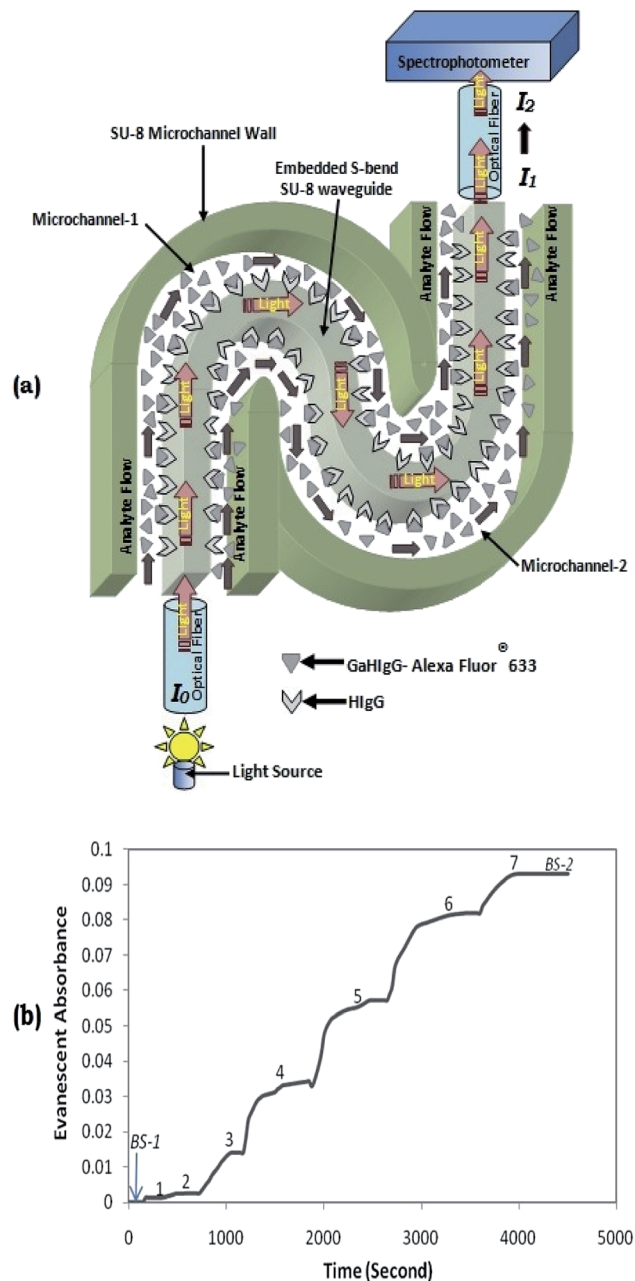 Spectrophotometer
Light
Optical Fiber
I2
I1
SU-8 Microchannel Wall
Embedded S-bend
SU-8 waveguide
Microchannel-1
Light
Analyte Flow
Light
Analyte Flow
Light
Light
Light
(a)
Light
Light
Analyte Flow
Light
Analyte Flow
Light
Microchannel-2
Light
Optical Fiber
I0
GaHIgG- Alexa Fluor® 633
HIgG
Light Source
(b)
Evanescent Absorbance
0.1
0.09
0.08
0.07
0.06
0.05
0.04
0.03
0.02
0.01
0
BS-1
1
2
3
4
5
6
7
BS-2
0
1000
2000
3000
4000
5000
Time (Second)